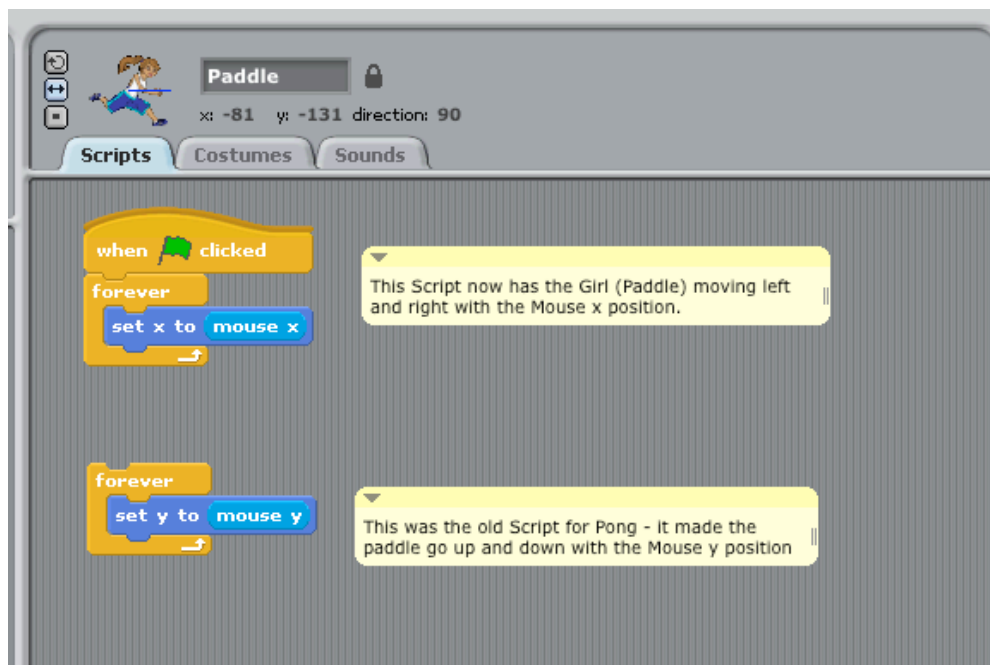 Paddle
x: -81 y: -131 direction: 90
Scripts Costumes Sounds
when clicked
forever
set x to mouse x
This Script now has the Girl (Paddle) moving left
and right with the Mouse x position.
forever
set y to mouse y
This was the old Script for Pong - it made the
paddle go up and down with the Mouse y position